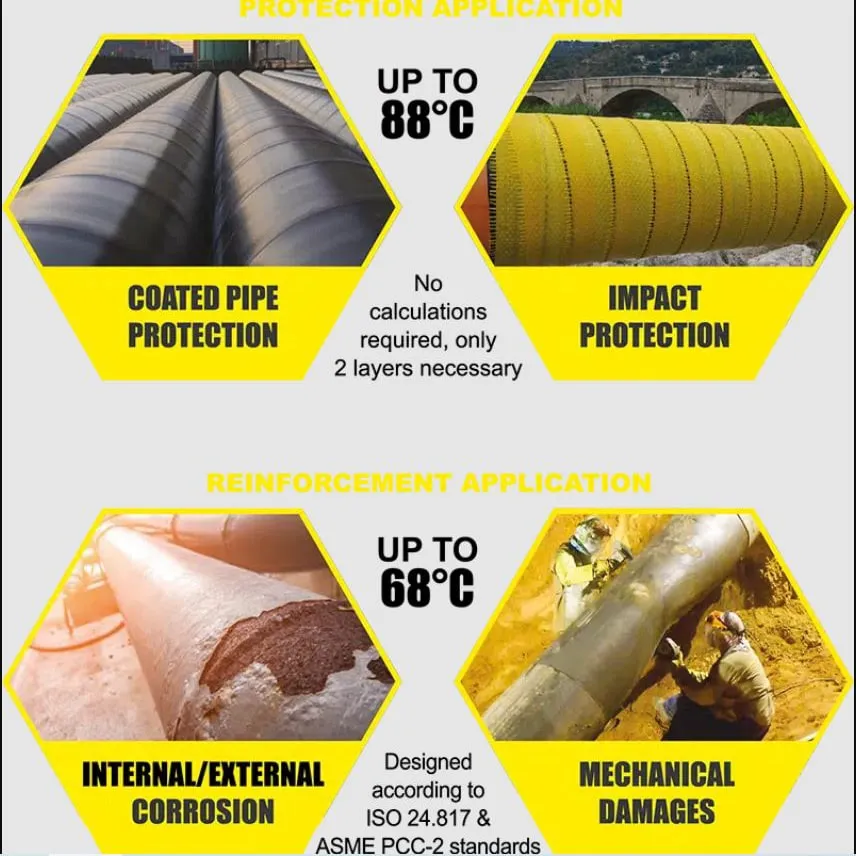 PROTECTION APPLICATION
UP TO
88°C
COATED PIPE
PROTECTION
No
calculations
required, only
2 layers necessary
IMPACT
PROTECTION
REINFORCEMENT APPLICATION
UP TO
68°C
INTERNAL/EXTERNAL
CORROSION
Designed
according to
ISO 24.817 &
ASME PCC-2 standards
MECHANICAL
DAMAGES